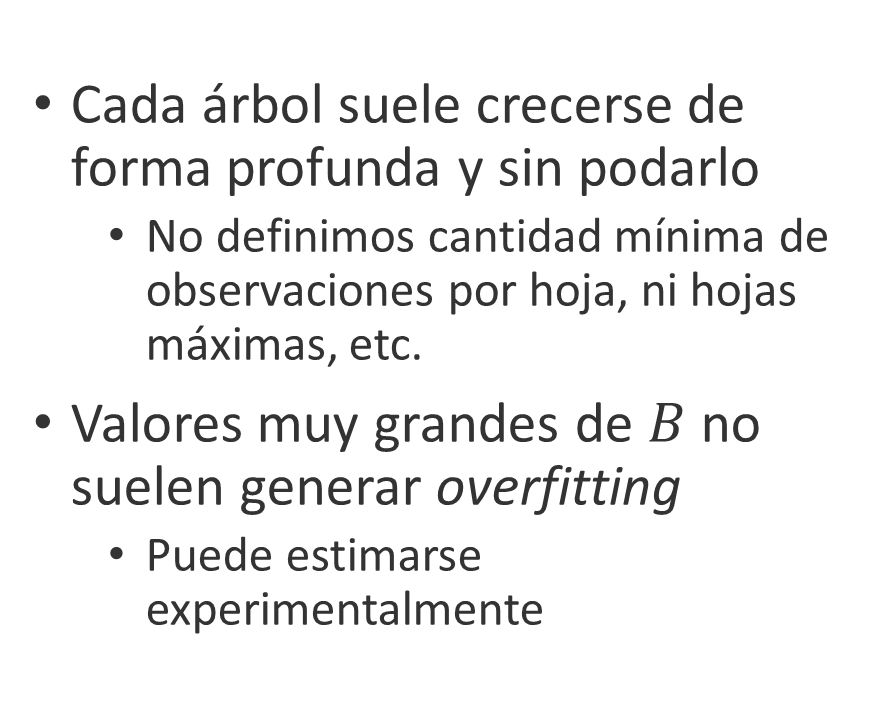 • Cada árbol suele crecerse de
forma profunda y sin podarlo
• No definimos cantidad mínima de
observaciones por hoja, ni hojas
máximas, etc.
• Valores muy grandes de B no
suelen generar overfitting
• Puede estimarse
experimentalmente